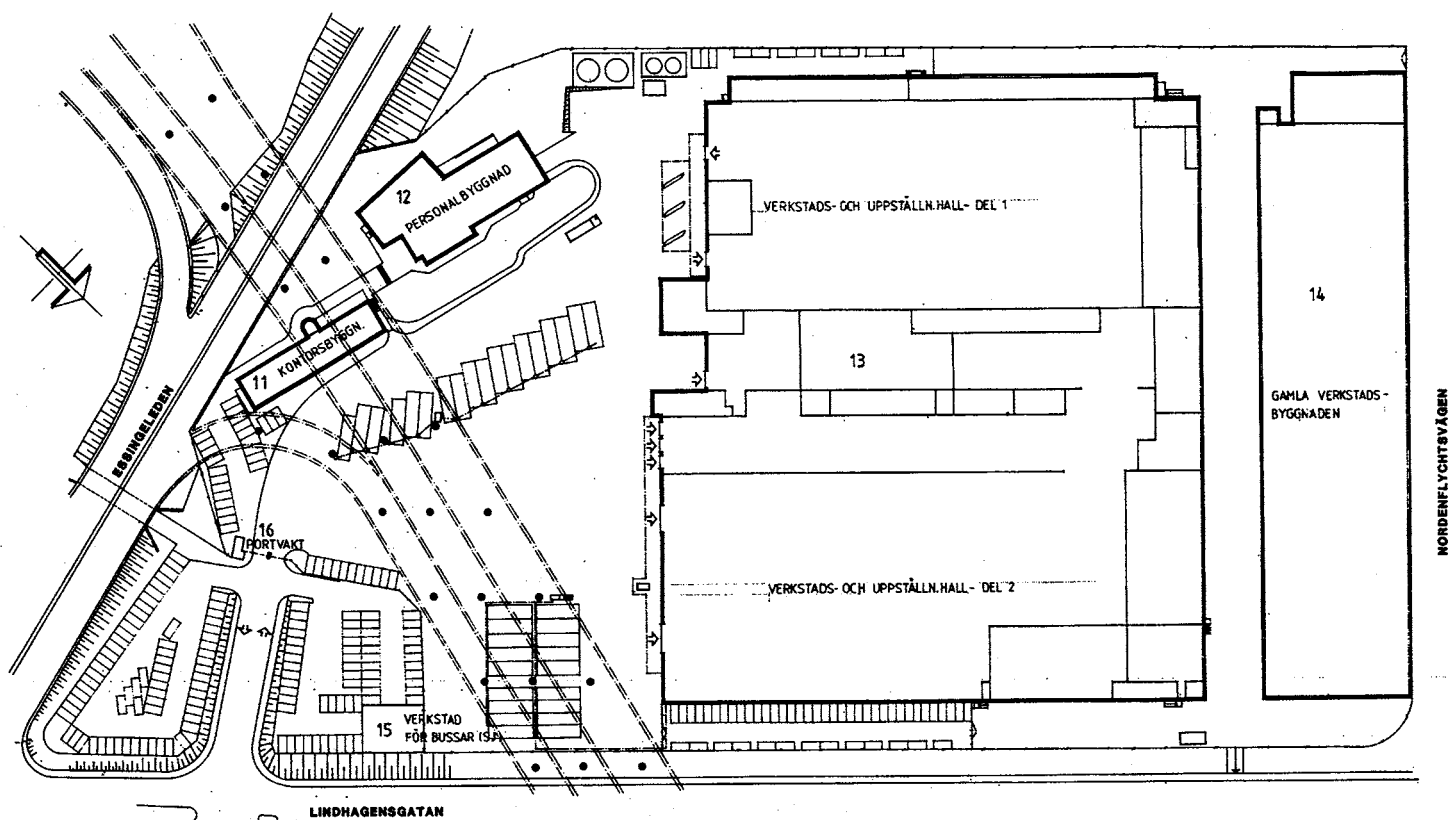 12
PERSONALBYGGNAD
VERKSTADS- OCH UPPSTÄLLN.HALL- DEL 1
14
13
11 KONTORSBYGGN.
GAMLA VERKSTADS-
BYGGNADEN
ESSINGELEDEN
NORDENFLYCHTSVÄGEN
16
PORTVAKT
VERKSTADS- OCH UPPSTÄLLN.HALL- DEL 2
15 VERKSTAD
FÖR BUSSAR (SJ)
LINDHAGENSGATAN